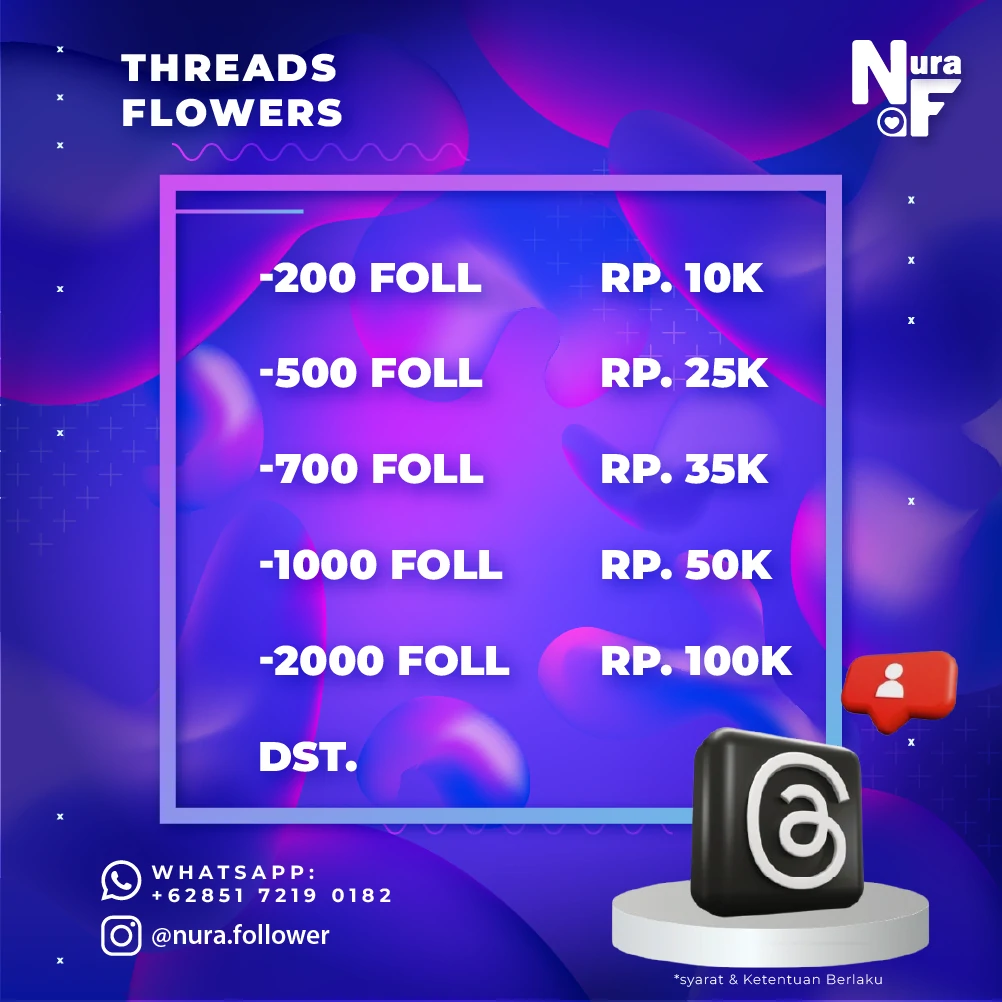 THREADS
FLOWERS
Nura
F
-200 FOLL RP. 10K
-500 FOLL RP. 25K
-700 FOLL RP. 35K
-1000 FOLL RP. 50K
-2000 FOLL RP. 100K
DST.
WHATSAPP:
+62851 7219 0182
@nura.follower
*syarat & Ketentuan Berlaku